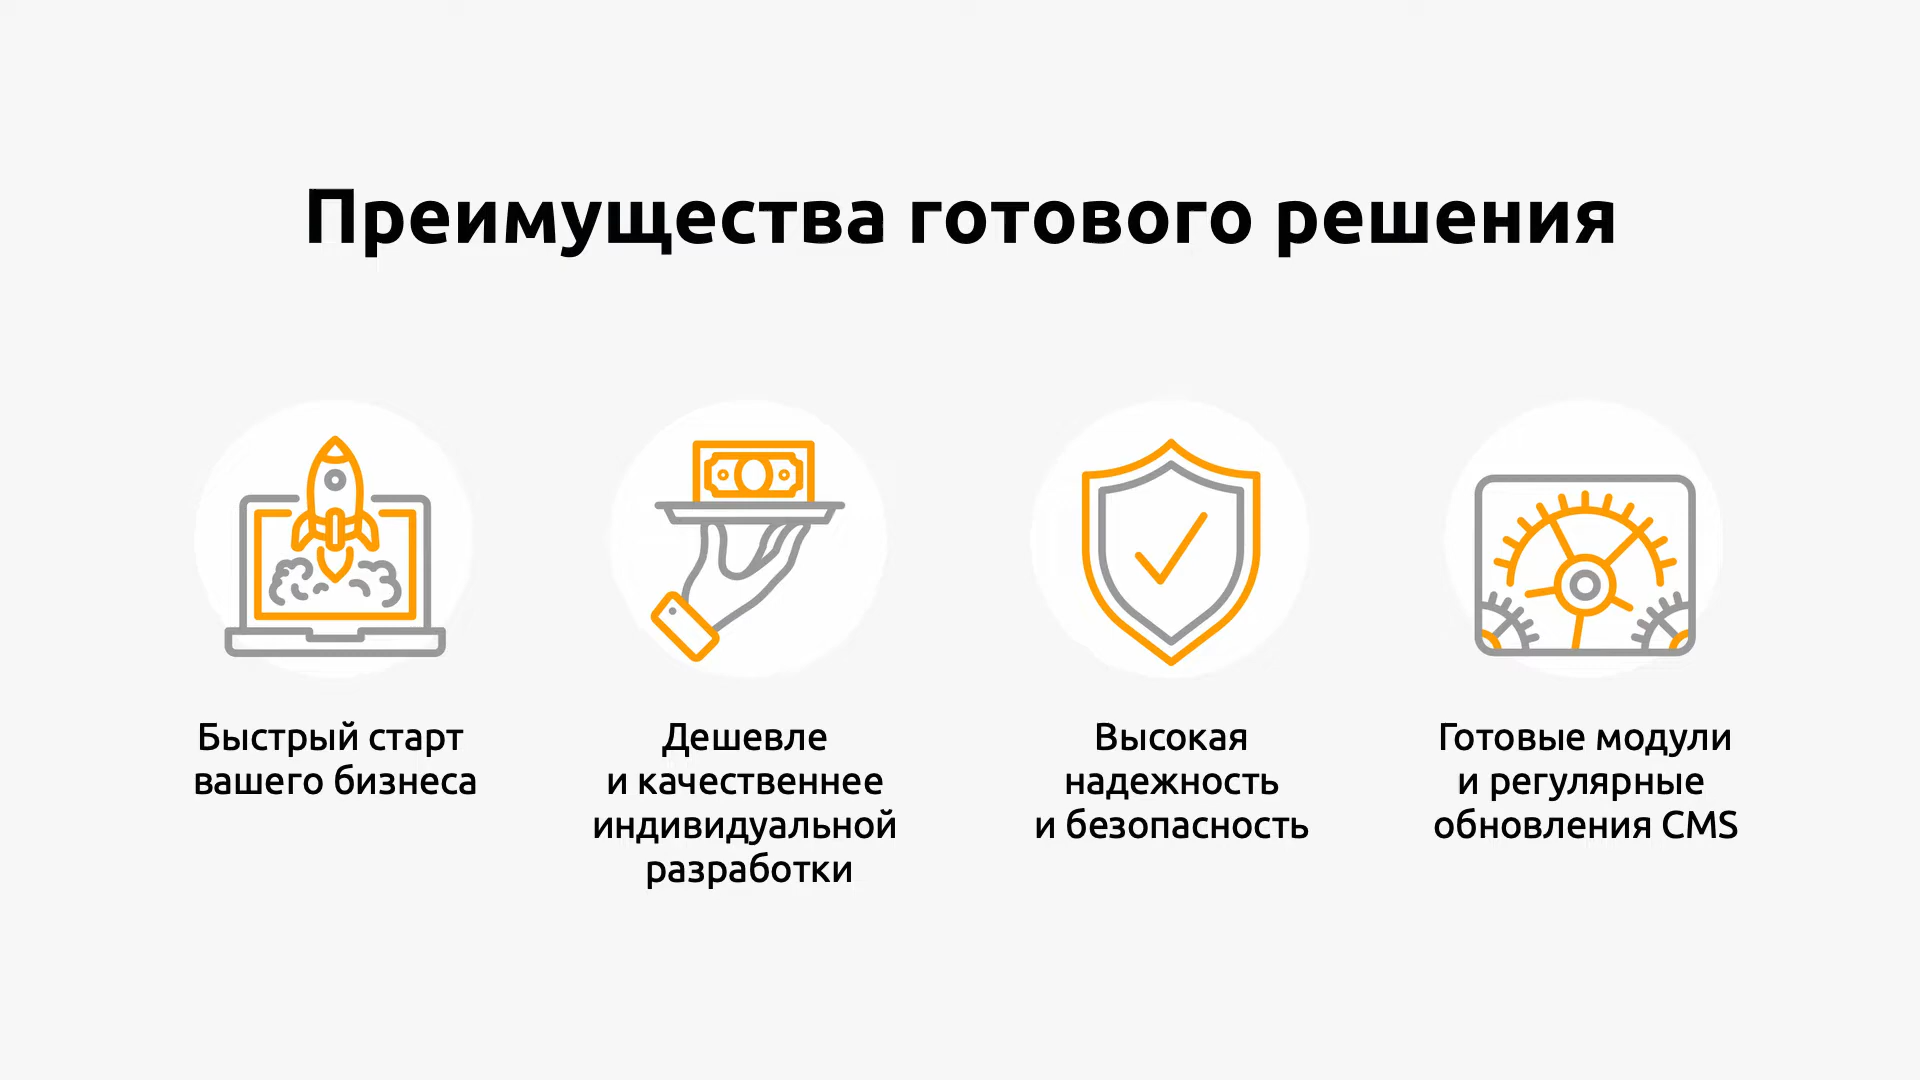 Преимущества готового решения
Быстрый старт
вашего бизнеса
Дешевле
и качественнее
индивидуальной
разработки
Высокая
надежность
и безопасность
Готовые модули
и регулярные
обновления CMS